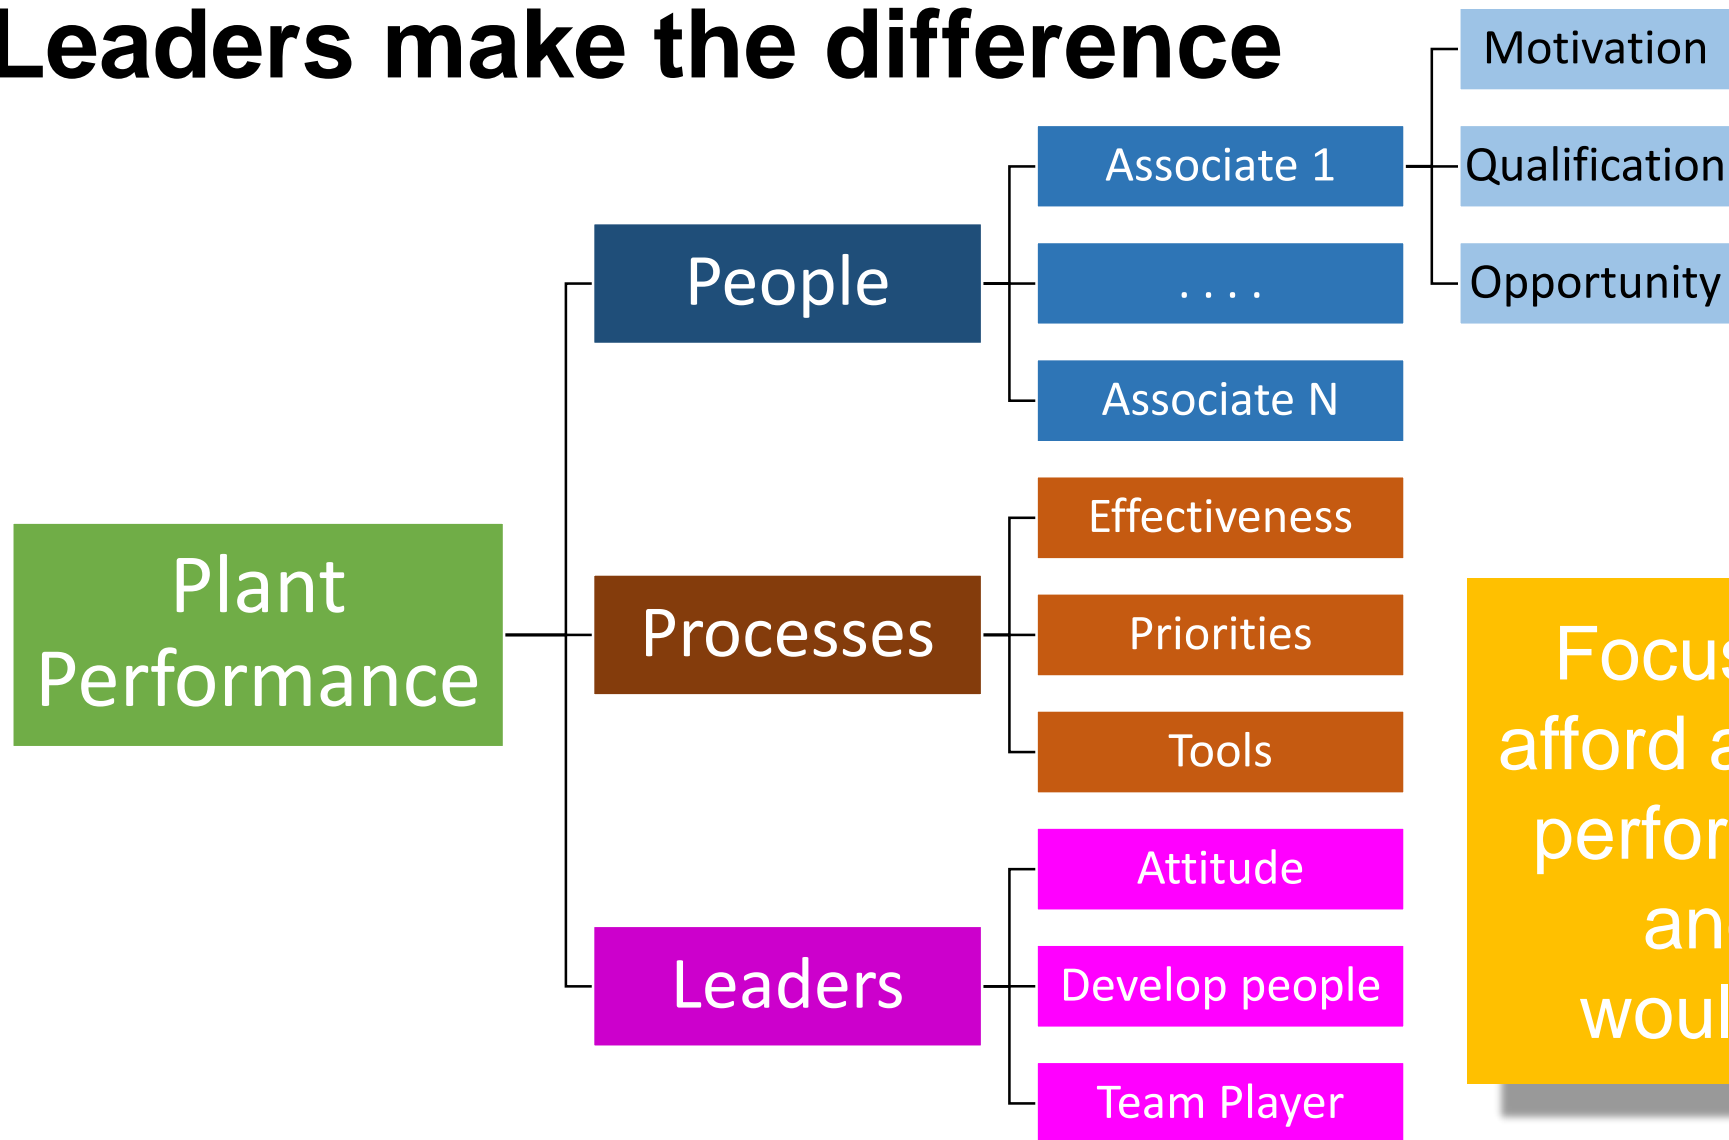 Leaders make the difference
Motivation
Associate 1
Qualification
People
. . . .
Opportunity
Associate N
Effectiveness
Plant
Performance
Processes
Priorities
Tools
Attitude
Leaders
Develop people
Team Player
afford